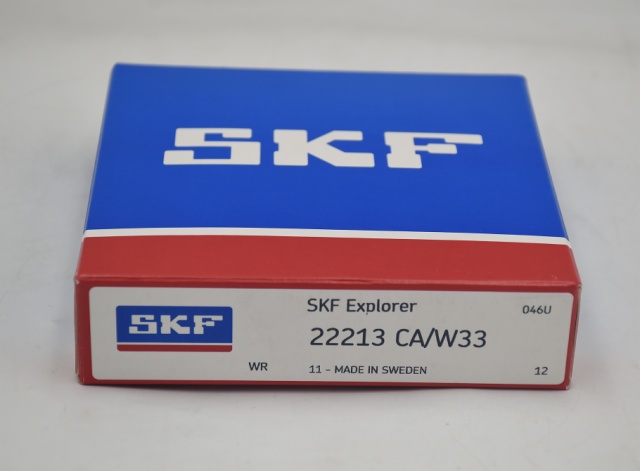 SKF
SKF Explorer
046U
SKF
22213 CA/W33
WR
11 - MADE IN SWEDEN
12